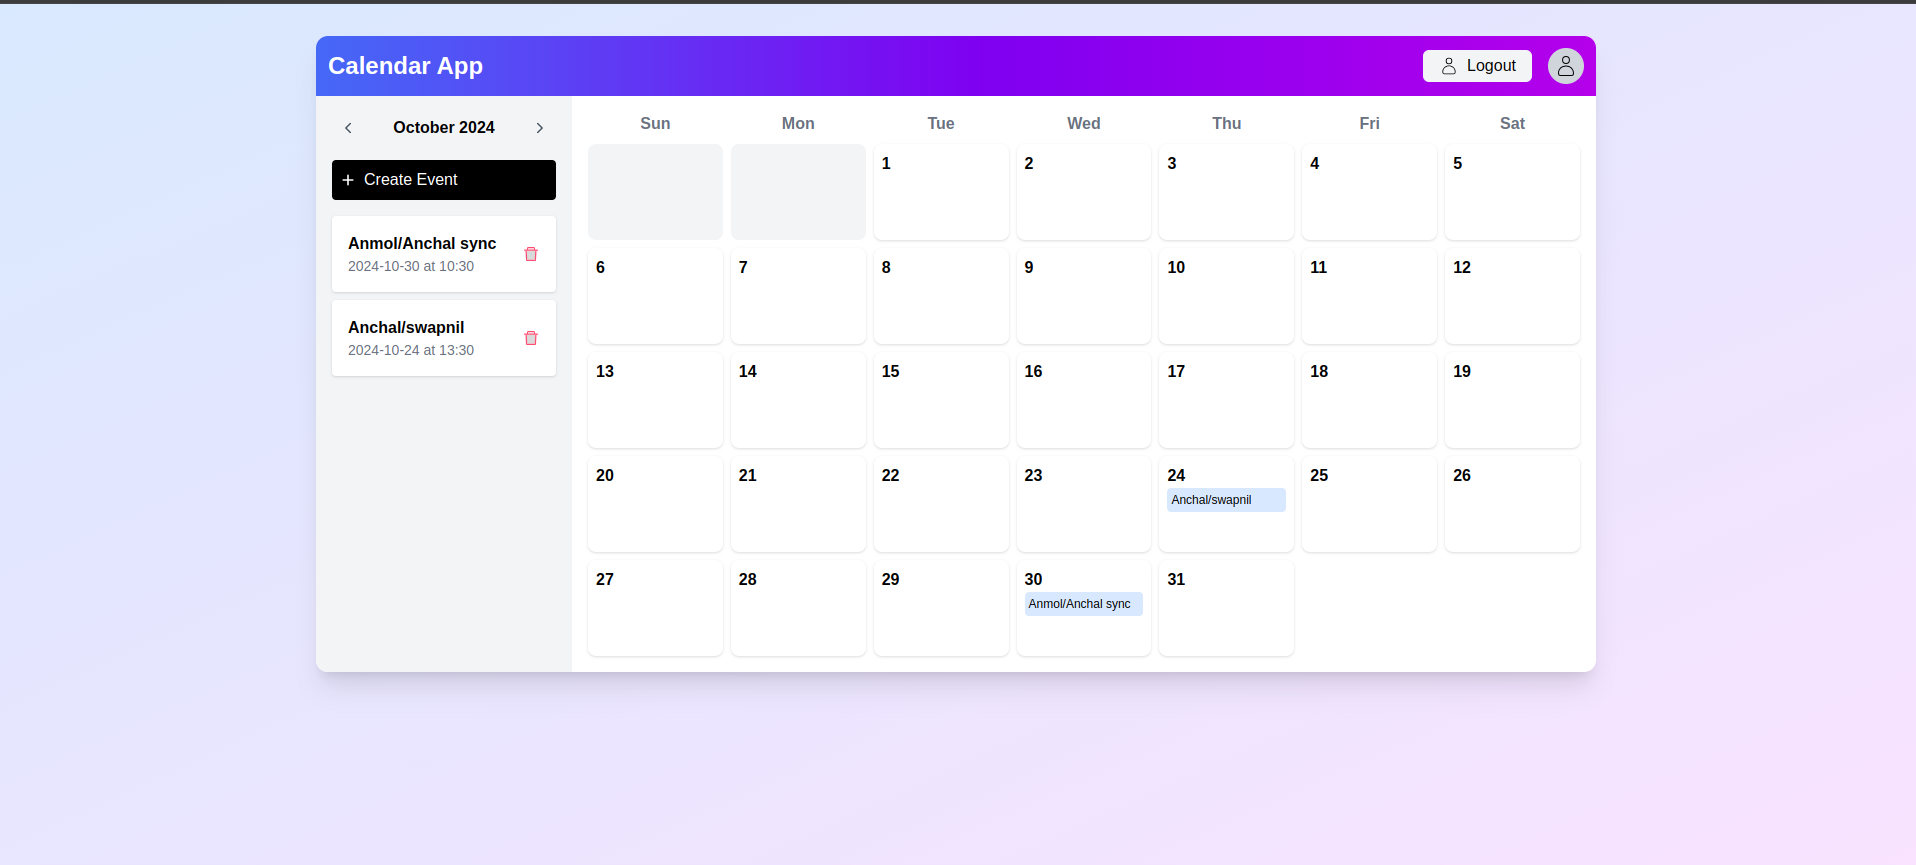 Calendar App
Logout
October 2024
Create Event
Anmol/Anchal sync
2024-10-30 at 10:30
Anchal/swapnil
2024-10-24 at 13:30
Sun Mon Tue Wed Thu Fri Sat
1 2 3 4 5
6 7 8 9 10 11 12
13 14 15 16 17 18 19
20 21 22 23 24 25 26
Anchal/swapnil
27 28 29 30 31
Anmol/Anchal sync